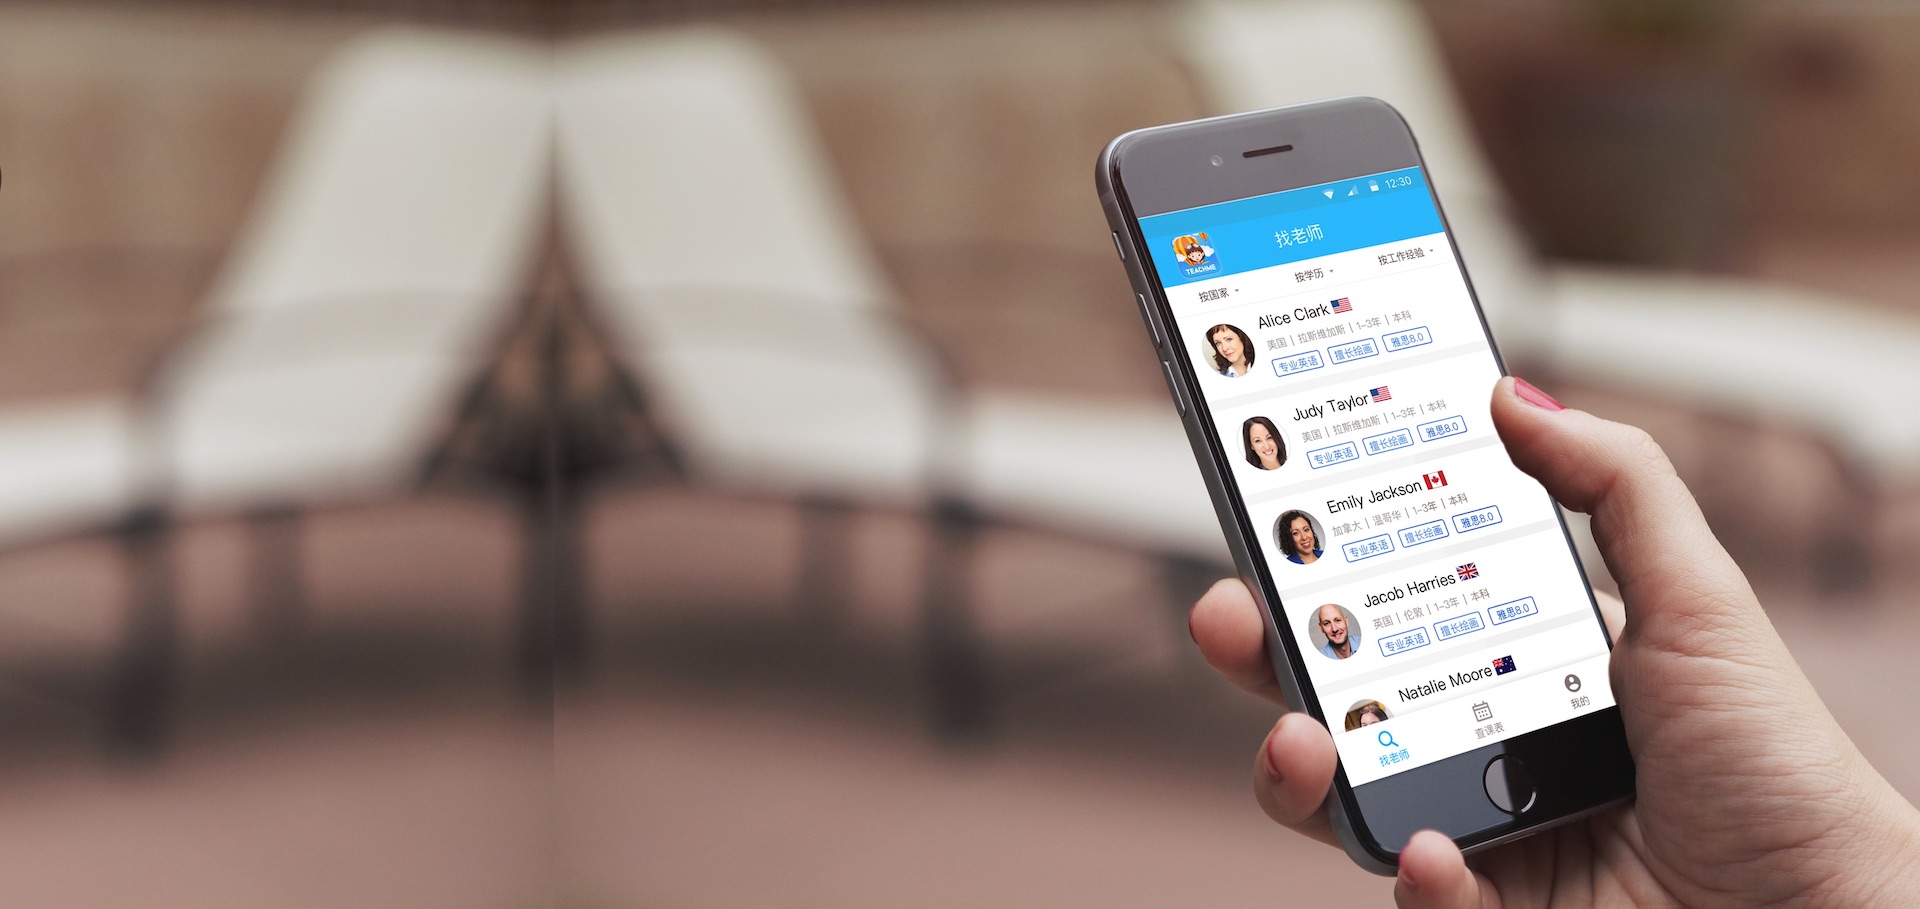 12:30
找老师
TEACHME
按国家
按学历
按工作经验
Alice Clark
美国 | 拉斯维加斯 | 1-3年 | 本科
专业英语 擅长绘画 雅思8.0
Judy Taylor
美国 | 拉斯维加斯 | 1-3年 | 本科
专业英语 擅长绘画 雅思8.0
Emily Jackson
加拿大 | 温哥华 | 1-3年 | 本科
专业英语 擅长绘画 雅思8.0
Jacob Harries
英国 | 伦敦 | 1-3年 | 本科
专业英语 擅长绘画 雅思8.0
Natalie Moore
找老师
查课表
我的